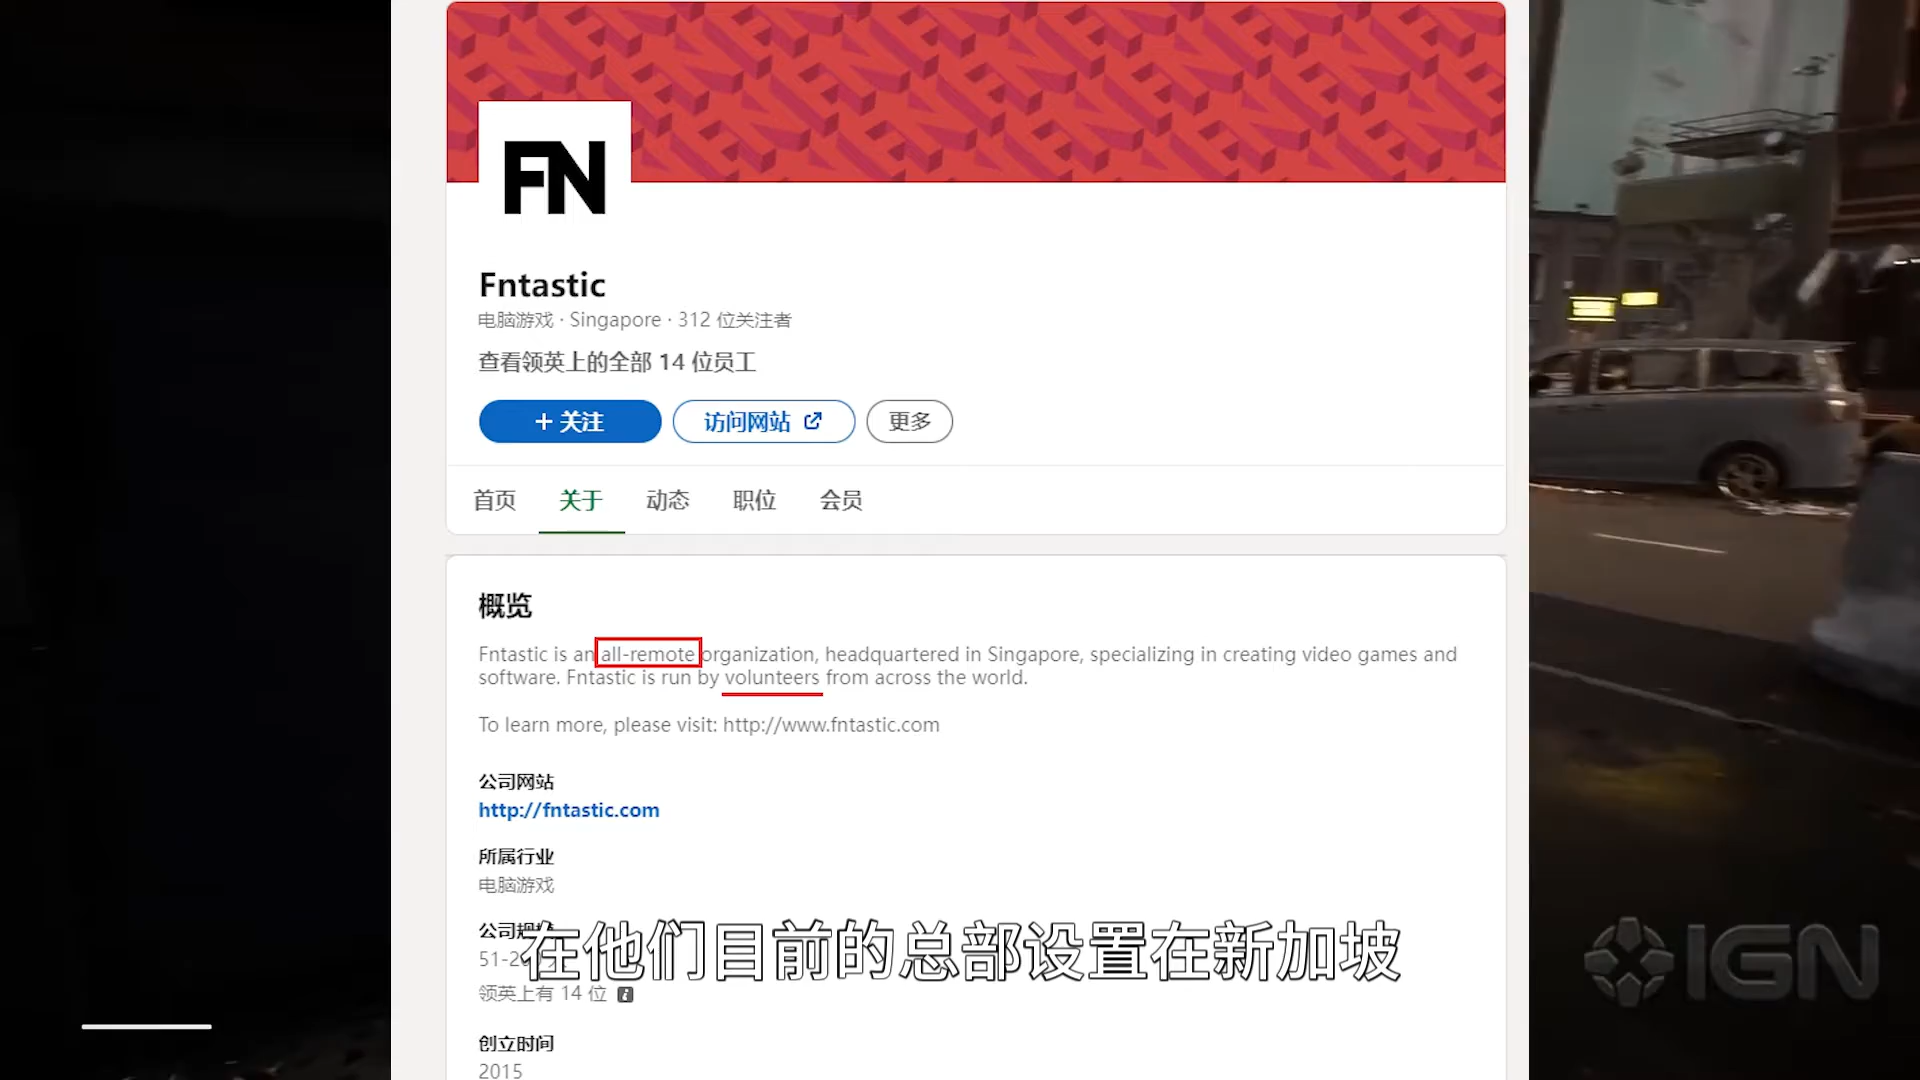 FN
Fntastic
电脑游戏 · Singapore · 312 位关注者
查看领英上的全部 14 位员工
+ 关注 访问网站 更多
首页 关于 动态 职位 会员
概览
Fntastic is an all-remote organization, headquartered in Singapore, specializing in creating video games and
software. Fntastic is run by volunteers from across the world.
To learn more, please visit: http://www.fntastic.com
公司网站
http://fntastic.com
所属行业
电脑游戏
公司规模
51-2
在他们目前的总部设置在新加坡
领英上有 14 位
创立时间
2015
IGN